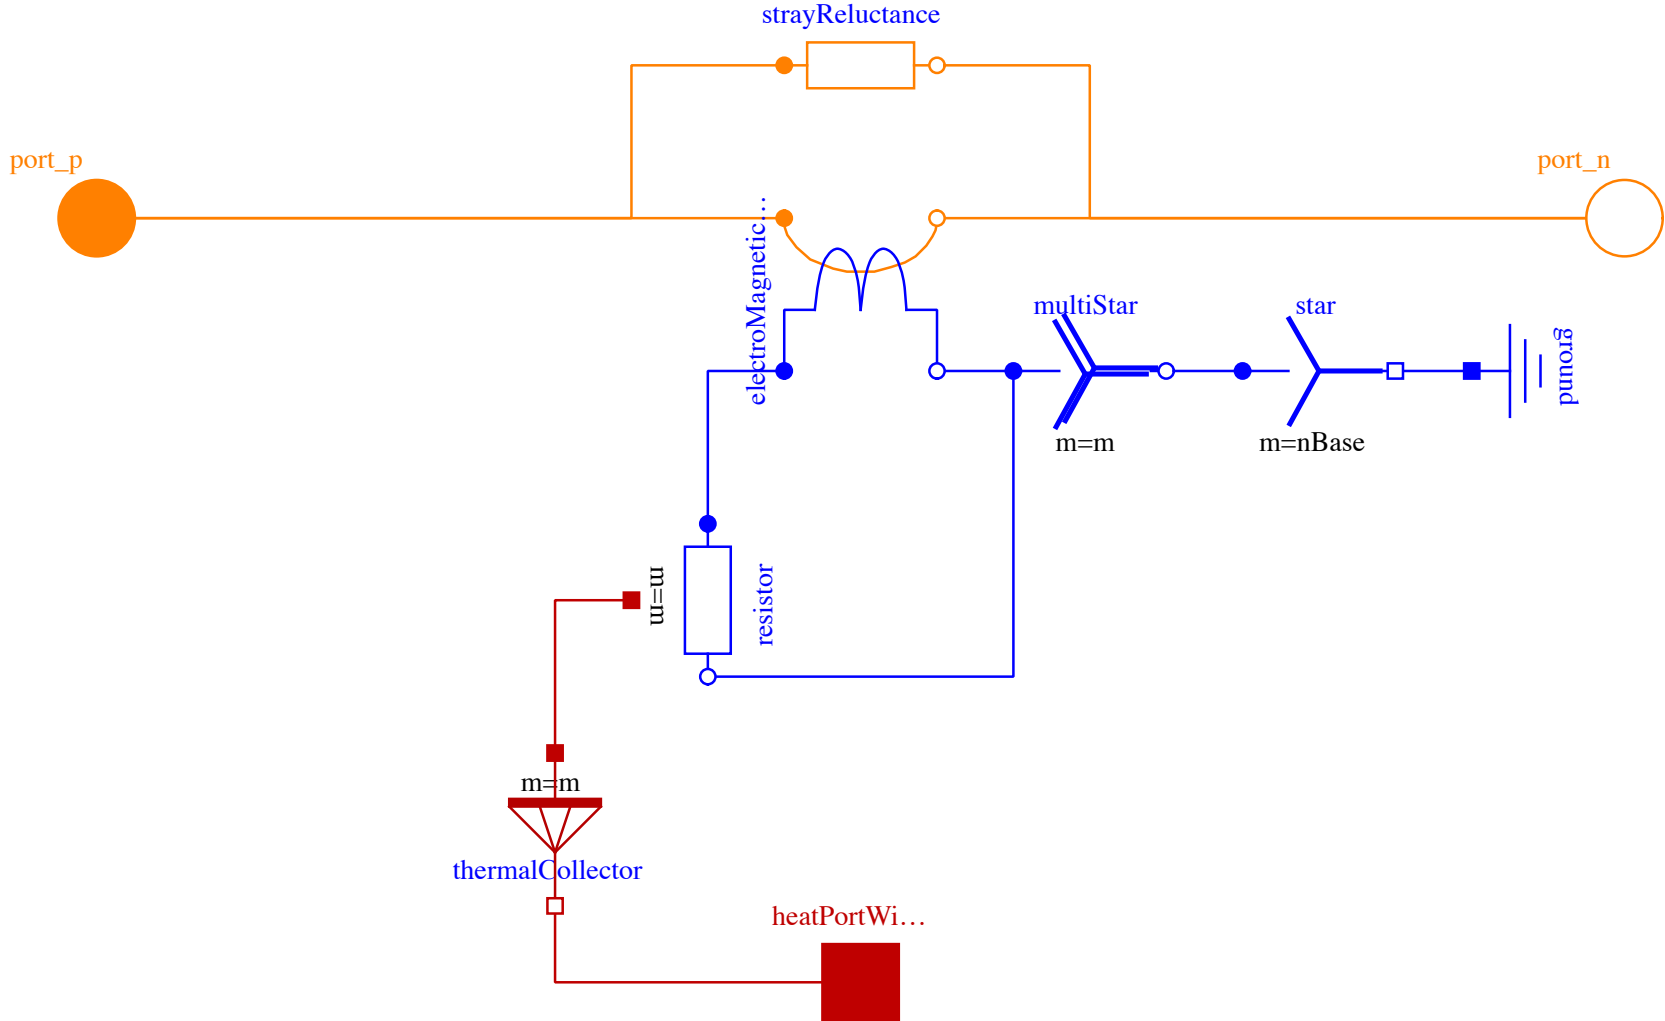 strayReluctance
port_p
port_n
electroMagnetic...
multiStar
star
ground
m=m
m=nBase
m=m
resistor
m=m
thermalCollector
heatPortWi...